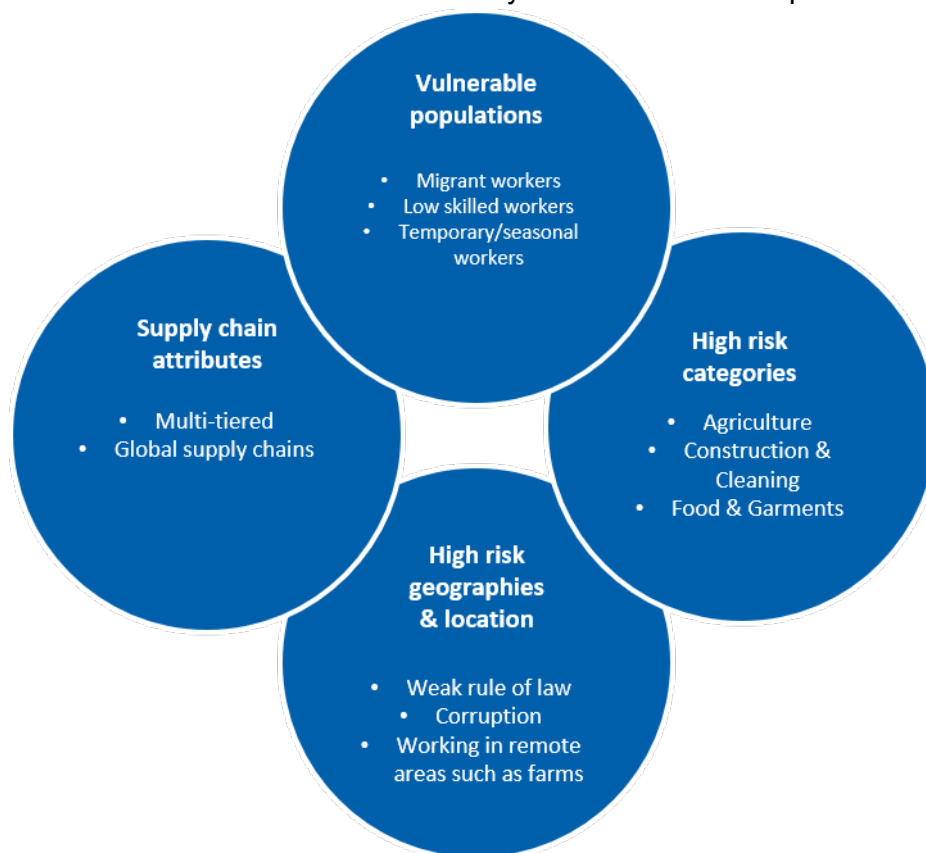 Vulnerable
populations
• Migrant workers
• Low skilled workers
• Temporary/seasonal
workers
Supply chain
attributes
• Multi-tiered
• Global supply chains
High risk
categories
• Agriculture
• Construction &
Cleaning
• Food & Garments
High risk
geographies
& location
• Weak rule of law
• Corruption
• Working in remote
areas such as farms